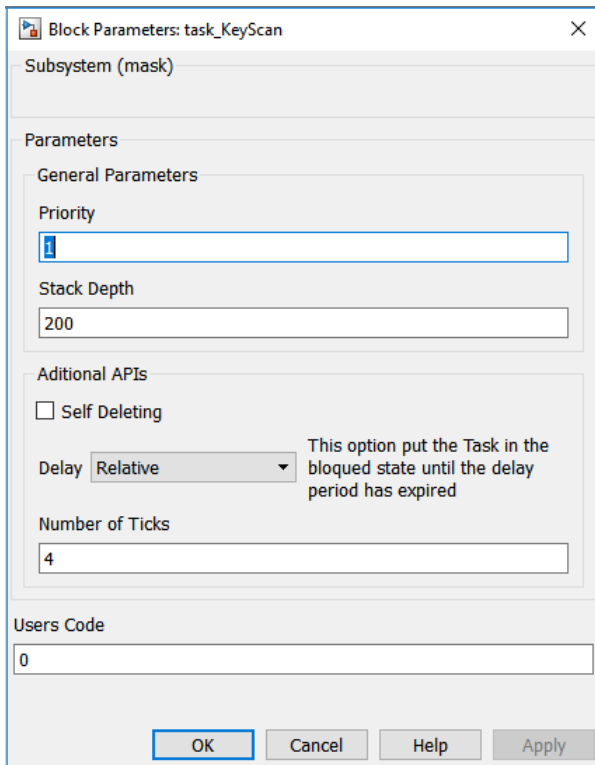 Block Parameters: task_KeyScan
Subsystem (mask)
Parameters
General Parameters
Priority
1
Stack Depth
200
Aditional APIs
Self Deleting
Delay Relative
This option put the Task in the
bloqued state until the delay
period has expired
Number of Ticks
4
Users Code
0
OK Cancel Help Apply